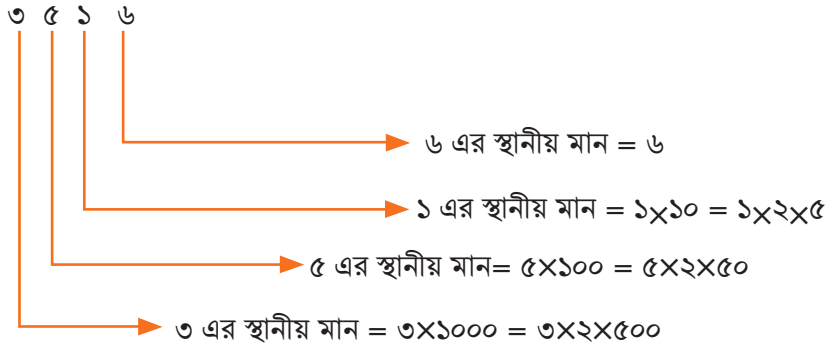 ৩ ৫ ১ ৬
৬ এর স্থানীয় মান = ৬
১ এর স্থানীয় মান = ১×১০ = ১×২×৫
৫ এর স্থানীয় মান= ৫×১০০ = ৫×২×৫০
৩ এর স্থানীয় মান = ৩×১০০০ = ৩×২×৫০০